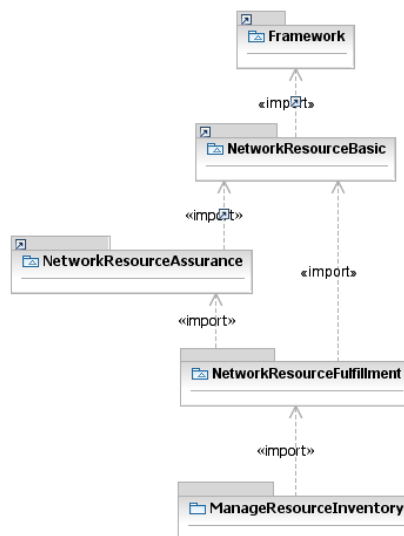 Framework
«import»
NetworkResourceBasic
«import»
NetworkResourceAssurance
«import»
«import»
NetworkResourceFulfillment
«import»
ManageResourceInventory